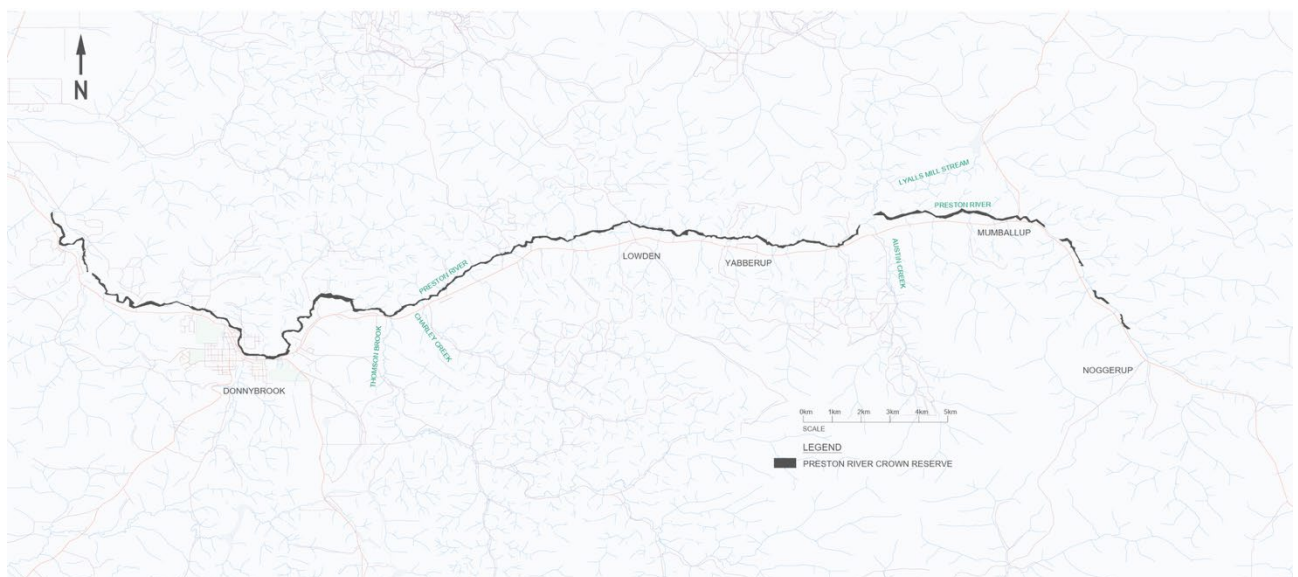 N
LYALLS MILL STREAM
PRESTON RIVER
MUMBALLUP
PRESTON RIVER
LOWDEN
YABBERUP
AUSTIN CREEK
THOMSON BROOK
CHARLEY CREEK
NOGGERUP
DONNYBROOK
0km 1km 2km 3km 4km 5km
SCALE
LEGEND
PRESTON RIVER CROWN RESERVE